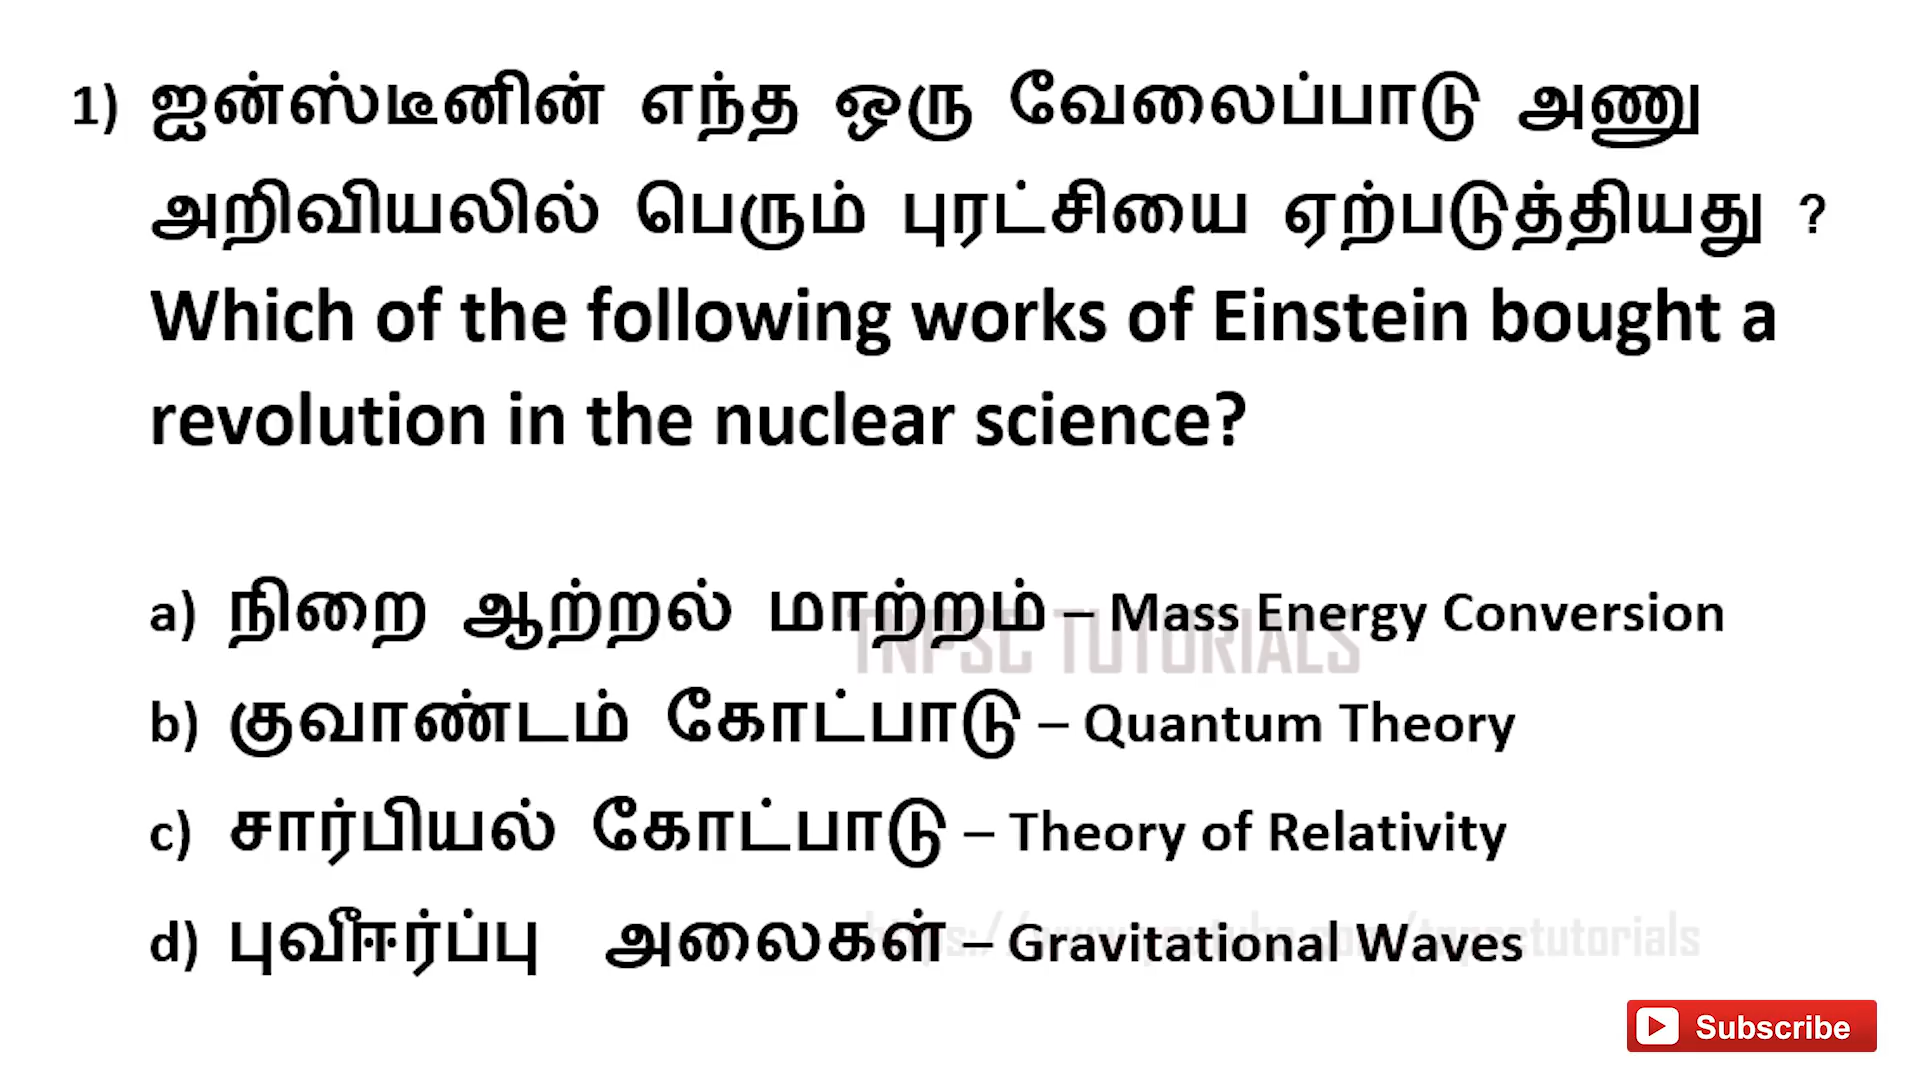 1) ஐன்ஸ்டீனின் எந்த ஒரு வேலைப்பாடு அணு
அறிவியலில் பெரும் புரட்சியை ஏற்படுத்தியது ?
Which of the following works of Einstein bought a
revolution in the nuclear science?
a) நிறை ஆற்றல் மாற்றம் – Mass Energy Conversion
TNPSC TUTORIALS
b) குவாண்டம் கோட்பாடு – Quantum Theory
c) சார்பியல் கோட்பாடு – Theory of Relativity
d) புவீஈர்ப்பு அலைகள் – Gravitational Waves
Subscribe